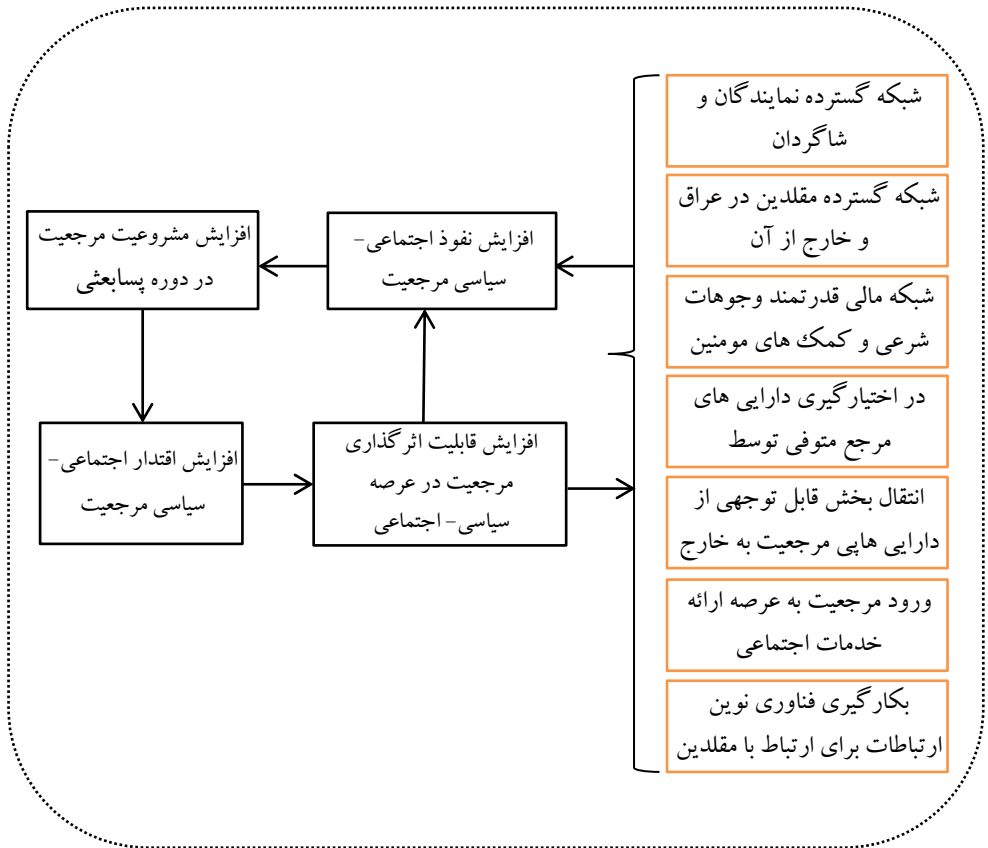 شبکه گسترده نمایندگان و
شاگردان
شبکه گسترده مقلدین در عراق
و خارج از آن
شبکه مالی قدرتمند وجوهات
شرعی و کمک های مومنین
در اختیارگیری دارایی های
مرجع متوفی توسط
انتقال بخش قابل توجهی از
دارایی هایی مرجعیت به خارج
ورود مرجعیت به عرصه ارائه
خدمات اجتماعی
بکارگیری فناوری نوین
ارتباطات برای ارتباط با مقلدین
افزایش نفوذ اجتماعی-
سیاسی مرجعیت
افزایش مشروعیت مرجعیت
در دوره پسابعثی
افزایش اقتدار اجتماعی-
سیاسی مرجعیت
افزایش قابلیت اثرگذاری
مرجعیت در عرصه
سیاسی- اجتماعی